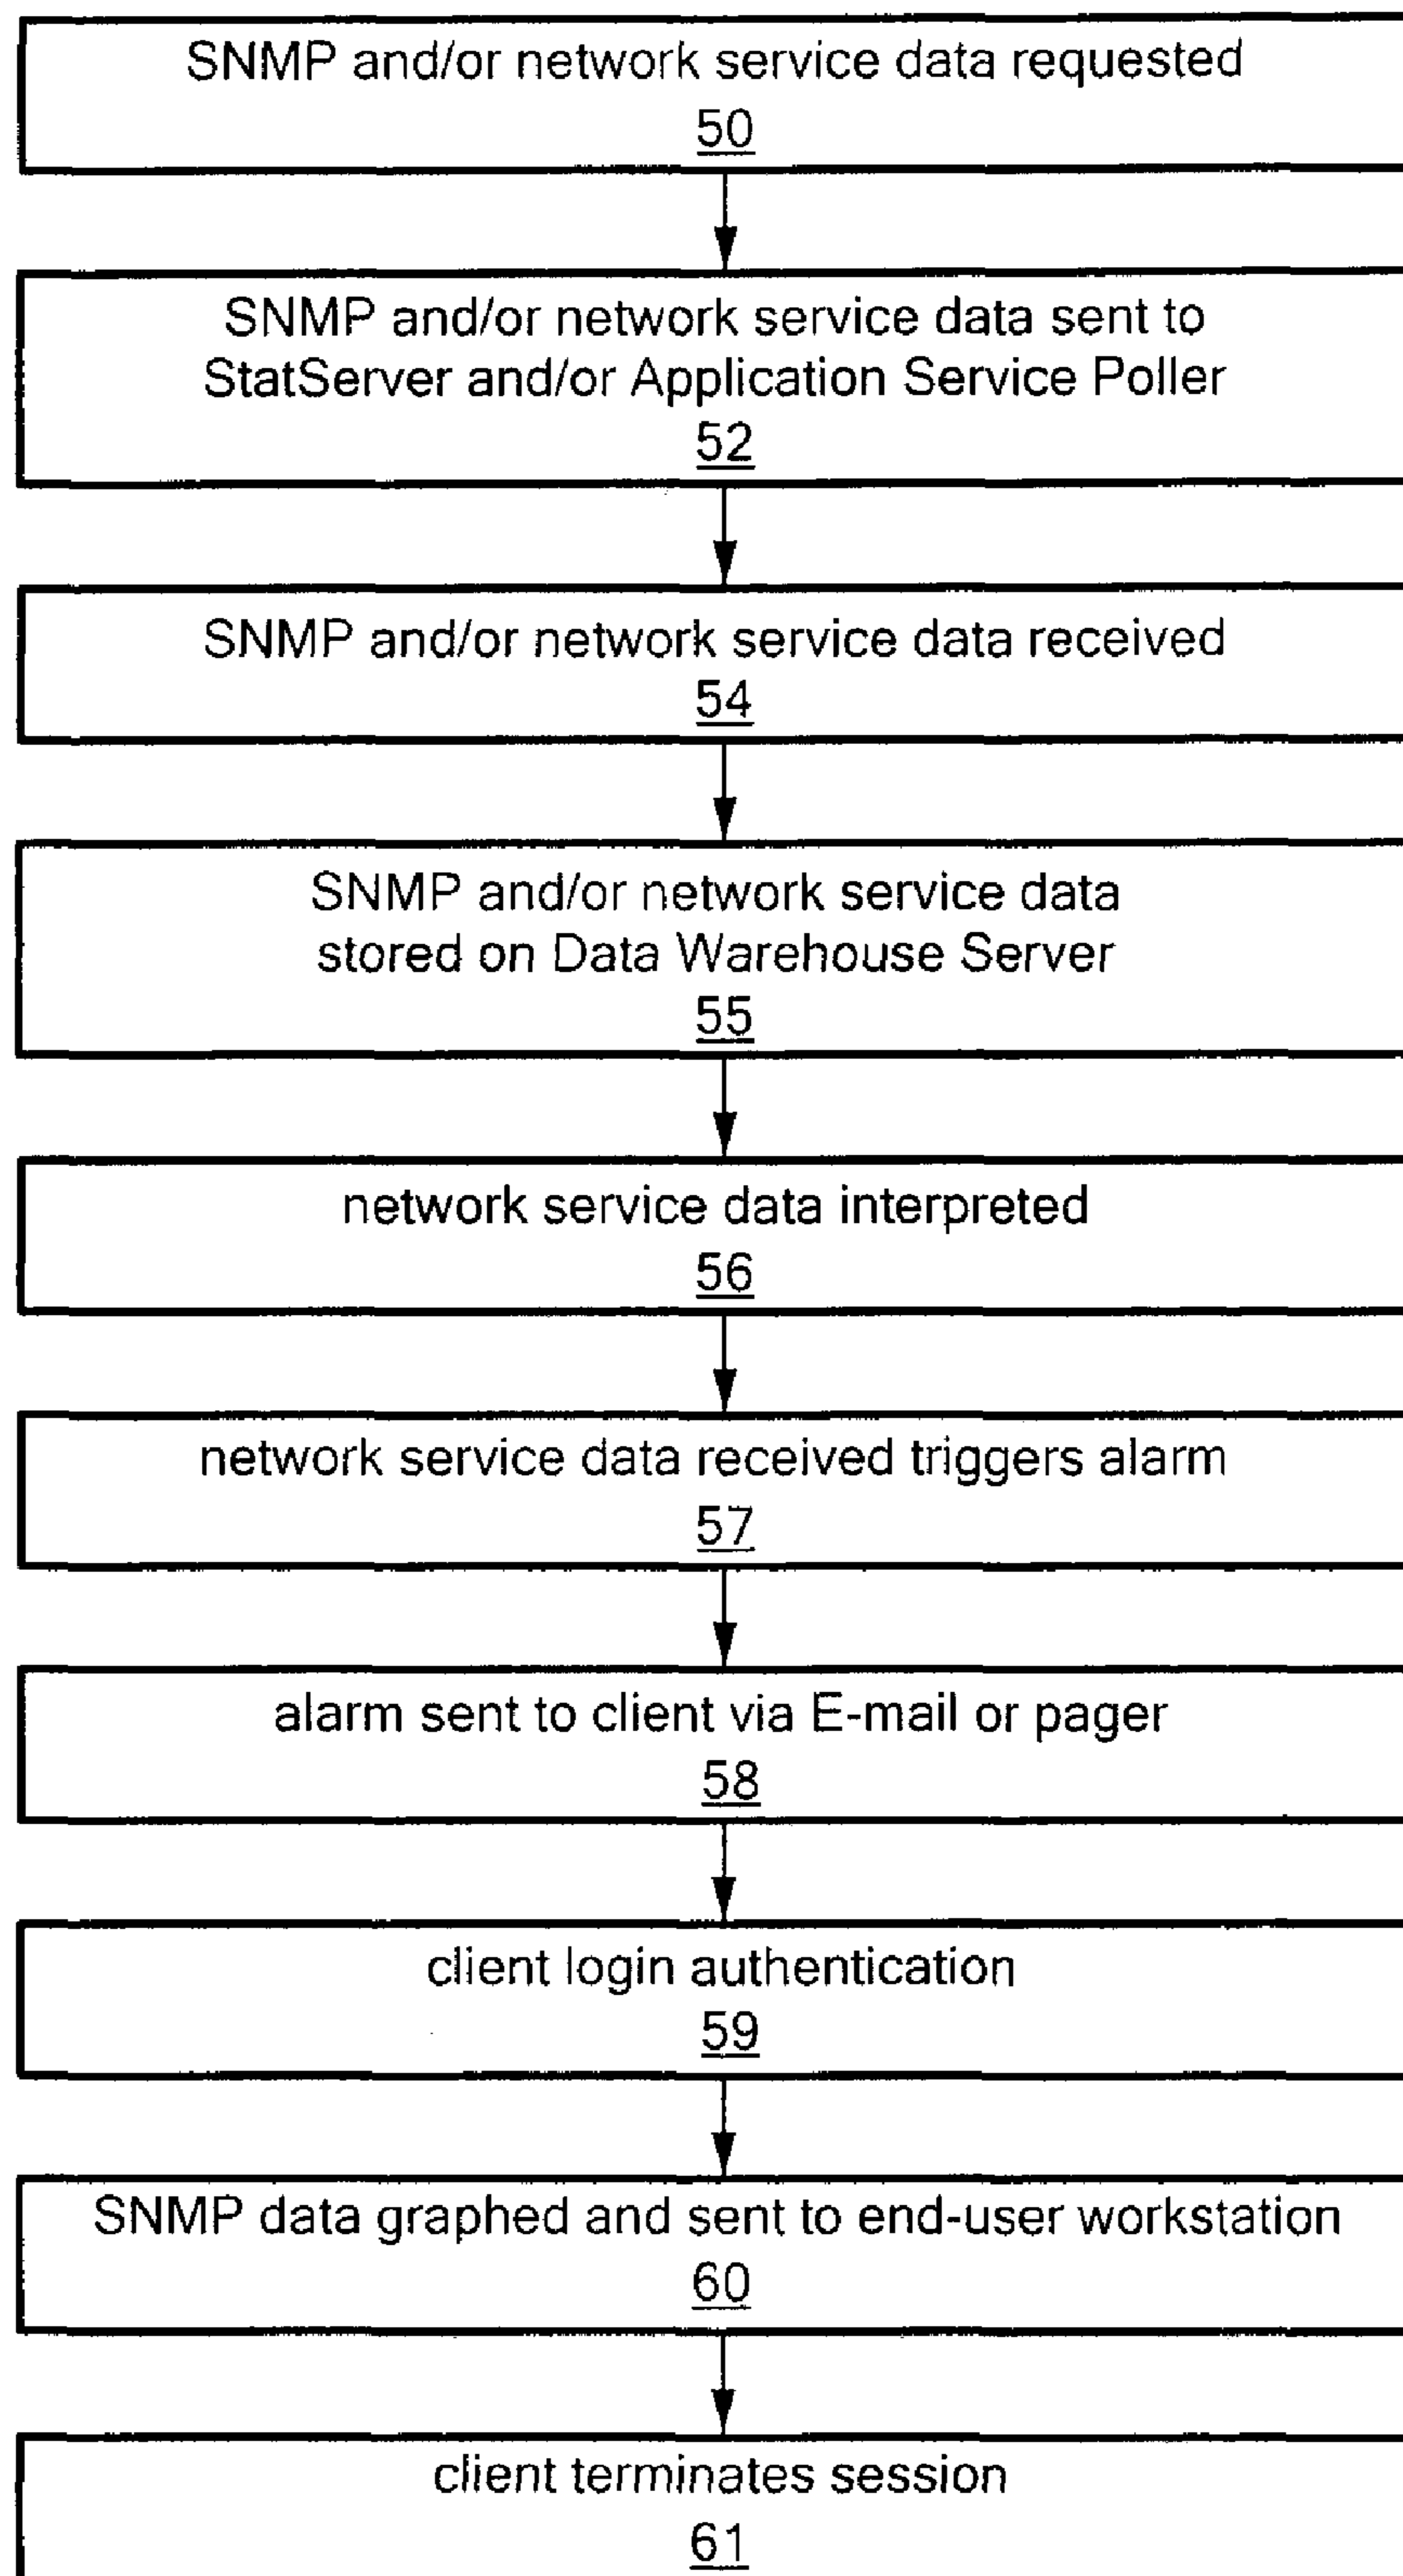 SNMP and/or network service data requested
50
SNMP and/or network service data sent to
StatServer and/or Application Service Poller
52
SNMP and/or network service data received
54
SNMP and/or network service data
stored on Data Warehouse Server
55
network service data interpreted
56
network service data received triggers alarm
57
alarm sent to client via E-mail or pager
58
client login authentication
59
SNMP data graphed and sent to end-user workstation
60
client terminates session
61